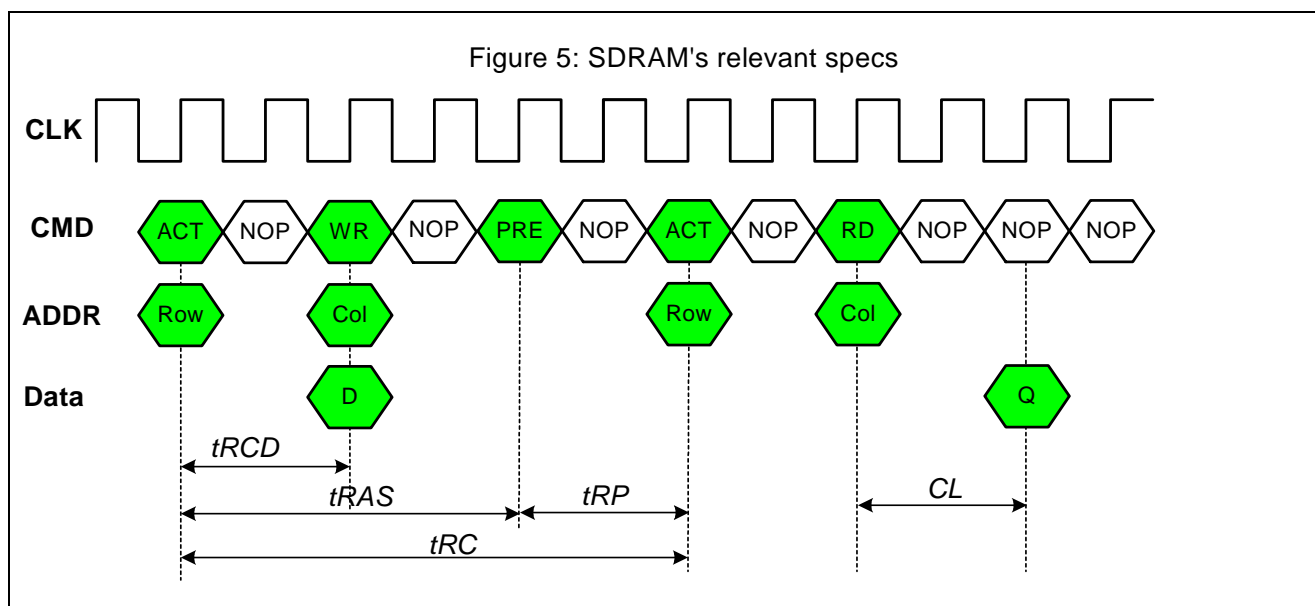 Figure 5: SDRAM's relevant specs
CLK
CMD ACT NOP WR NOP PRE NOP ACT NOP RD NOP NOP NOP
ADDR Row Col Row Col
Data D Q
tRCD
tRAS tRP CL
tRC